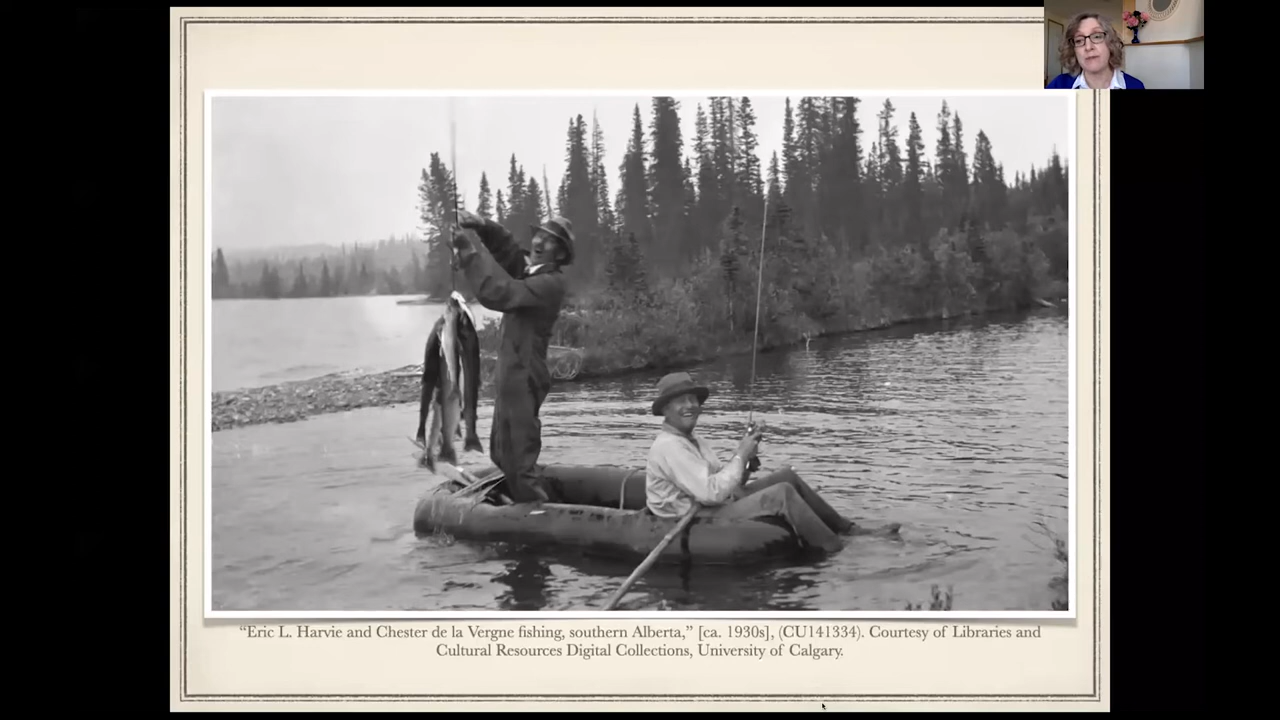 “Eric L. Harvie and Chester de la Vergne fishing, southern Alberta,” [ca. 1930s], (CU141334). Courtesy of Libraries and
Cultural Resources Digital Collections, University of Calgary.